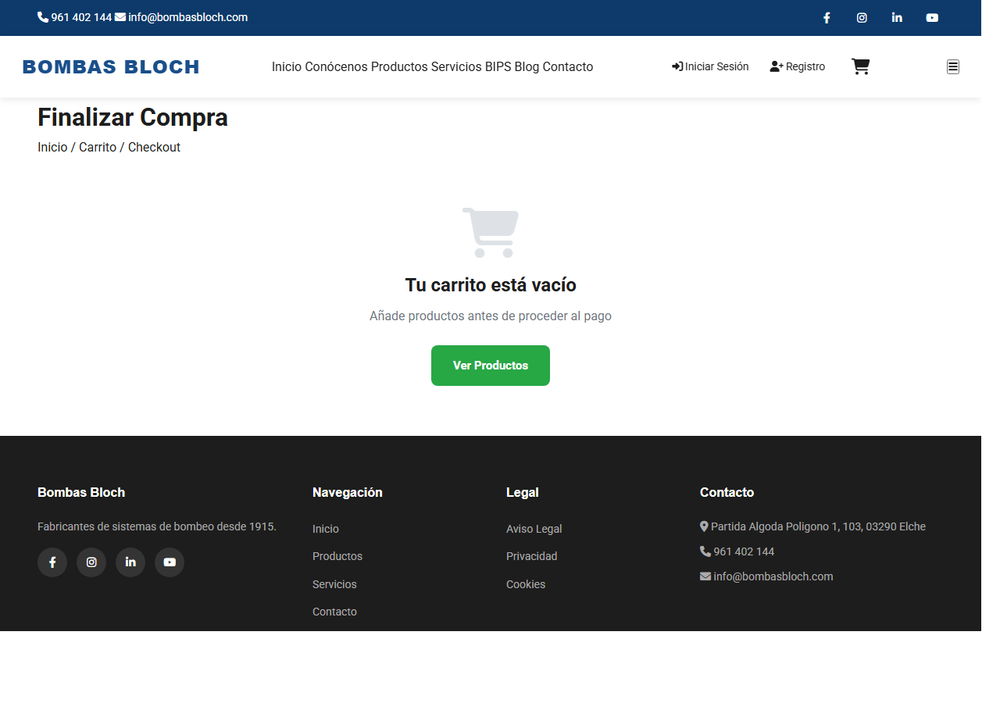 961 402 144 info@bombasbloch.com
BOMBAS BLOCH
Inicio Conócenos Productos Servicios BIPS Blog Contacto
Iniciar Sesión
Registro
Finalizar Compra
Inicio / Carrito / Checkout
Tu carrito está vacío
Añade productos antes de proceder al pago
Ver Productos
Bombas Bloch
Fabricantes de sistemas de bombeo desde 1915.
Navegación
Inicio
Productos
Servicios
Contacto
Legal
Aviso Legal
Privacidad
Cookies
Contacto
Partida Algoda Poligono 1, 103, 03290 Elche
961 402 144
info@bombasbloch.com